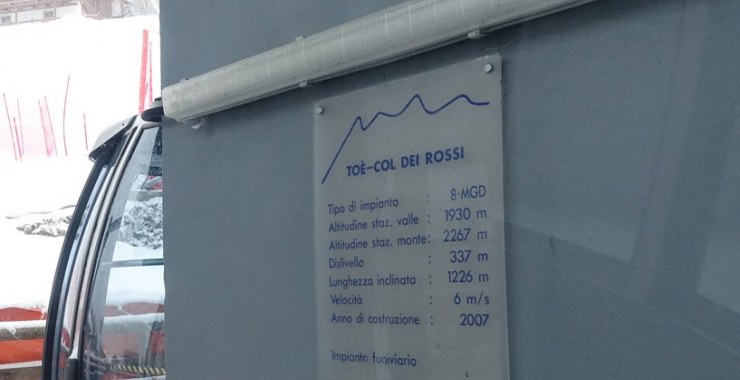 TOÈ-COL DEI ROSSI
Tipo di impianto : 8-MGD
Altitudine staz. valle : 1930 m
Altitudine staz. monte : 2267 m
Dislivello : 337 m
Lunghezza inclinata : 1226 m
Velocità : 6 m/s
Anno di costruzione : 2007
Impianto funiviario